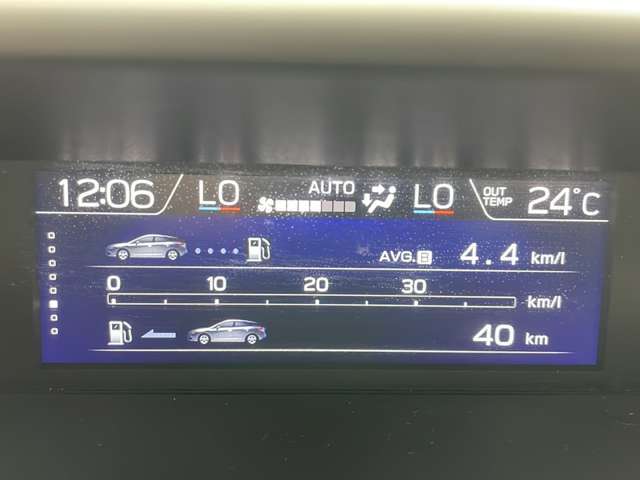 12:06 LO AUTO LO OUT TEMP 24°C
AVG.B 4.4 km/l
0 10 20 30 km/l
40 km